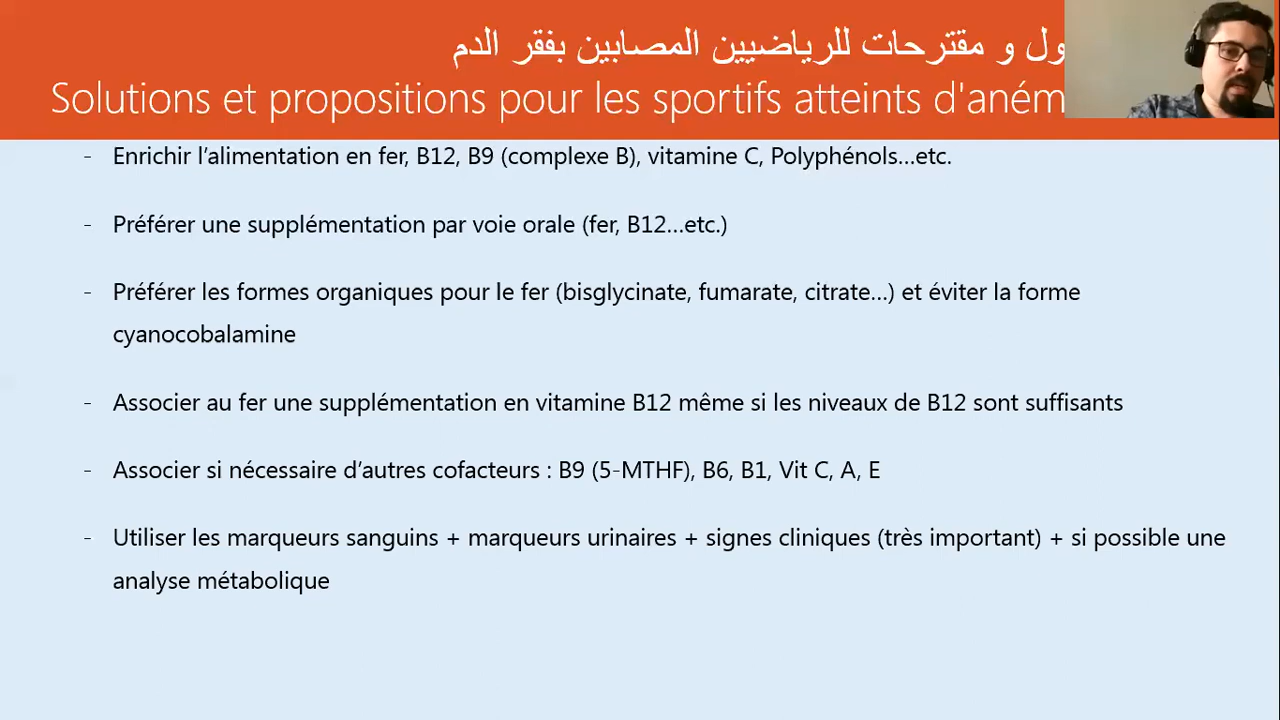 ول و مقترحات للرياضيين المصابين بفقر الدم
Solutions et propositions pour les sportifs atteints d'aném
- Enrichir l’alimentation en fer, B12, B9 (complexe B), vitamine C, Polyphénols...etc.
- Préférer une supplémentation par voie orale (fer, B12...etc.)
- Préférer les formes organiques pour le fer (bisglycinate, fumarate, citrate...) et éviter la forme
cyanocobalamine
- Associer au fer une supplémentation en vitamine B12 même si les niveaux de B12 sont suffisants
- Associer si nécessaire d’autres cofacteurs : B9 (5-MTHF), B6, B1, Vit C, A, E
- Utiliser les marqueurs sanguins + marqueurs urinaires + signes cliniques (très important) + si possible une
analyse métabolique